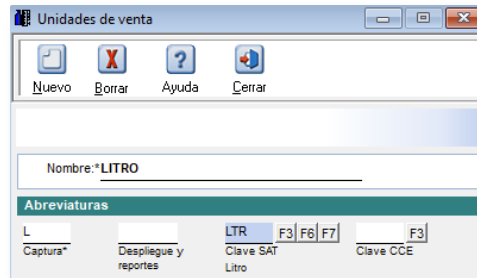 Unidades de venta
Nuevo Borrar Ayuda Cerrar
Nombre:*LITRO
Abreviaturas
L LTR F3 F6 F7 F3
Captura* Despliegue y reportes Clave SAT Clave CCE
Litro